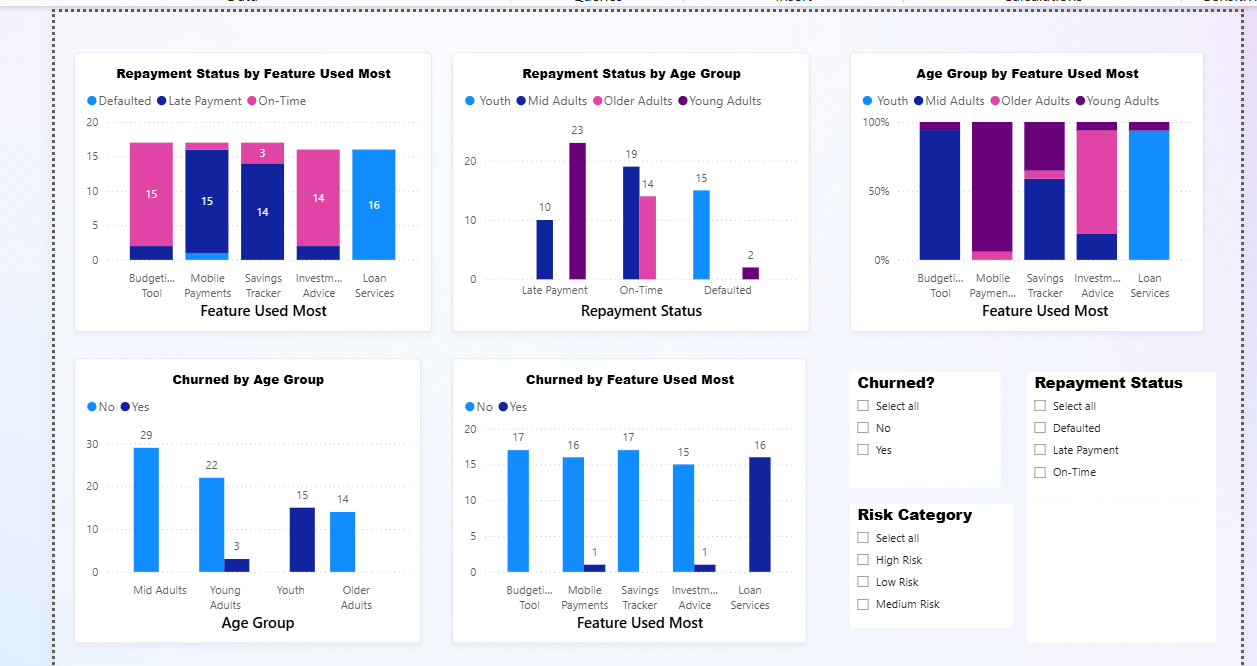 Repayment Status by Feature Used Most
Defaulted Late Payment On-Time
20
15
10
5
0
15
15
3
14
14
16
Budgeti... Mobile Savings Investm... Loan
Tool Payments Tracker Advice Services
Feature Used Most
Repayment Status by Age Group
Youth Mid Adults Older Adults Young Adults
20
10
0
10
23
19
14
15
2
Late Payment On-Time Defaulted
Repayment Status
Age Group by Feature Used Most
Youth Mid Adults Older Adults Young Adults
100%
50%
0%
Budgeti... Mobile Savings Investm... Loan
Tool Paymen... Tracker Advice Services
Feature Used Most
Churned by Age Group
No Yes
30
20
10
0
29
22
3
15
14
Mid Adults Young Youth Older
Adults Adults
Age Group
Churned by Feature Used Most
No Yes
20
15
10
5
0
17
16
1
17
15
1
16
Budgeti... Mobile Savings Investm... Loan
Tool Payments Tracker Advice Services
Feature Used Most
Churned?
Select all
No
Yes
Repayment Status
Select all
Defaulted
Late Payment
On-Time
Risk Category
Select all
High Risk
Low Risk
Medium Risk